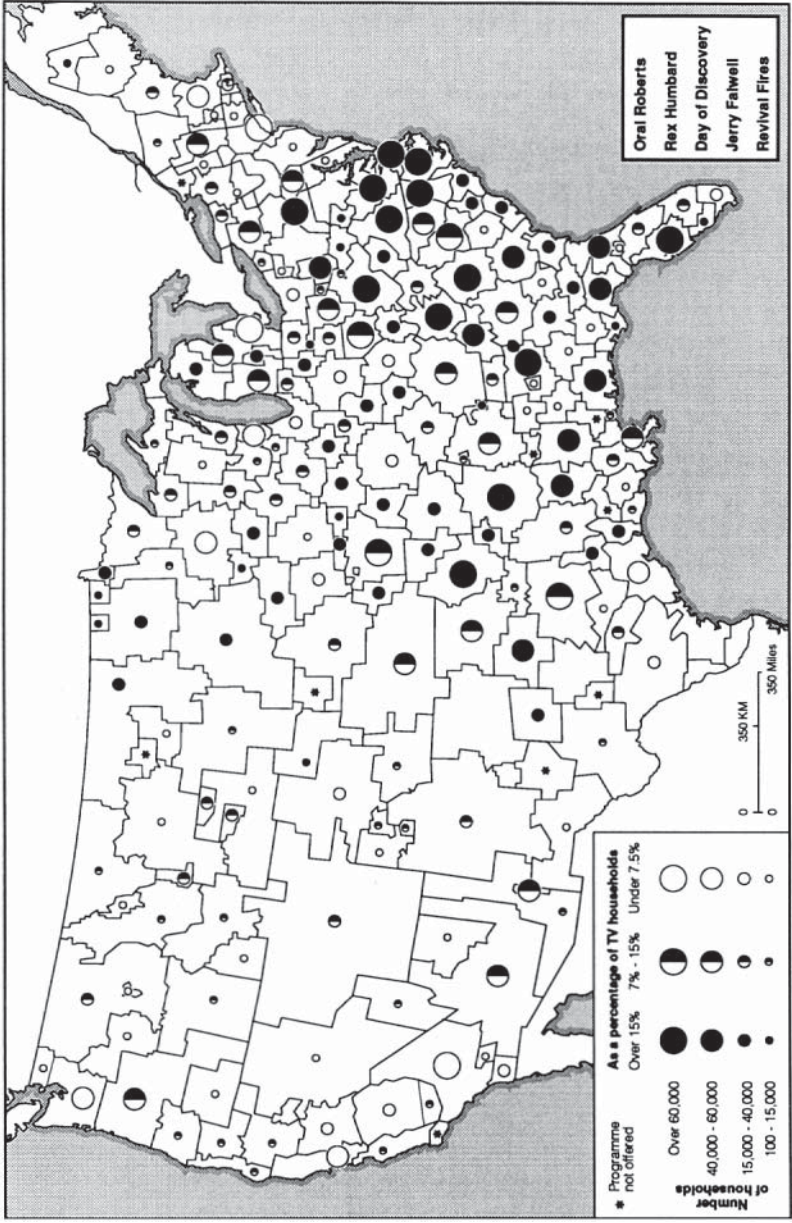 Oral Roberts
Rex Humbard
Day of Discovery
Jerry Falwell
Revival Fires
0 350 KM
0 350 Miles
* Programme
not offered
As a percentage of TV households
Over 15% 7% - 15% Under 7.5%
Number
of households
Over 60,000
40,000 - 60,000
15,000 - 40,000
100 - 15,000